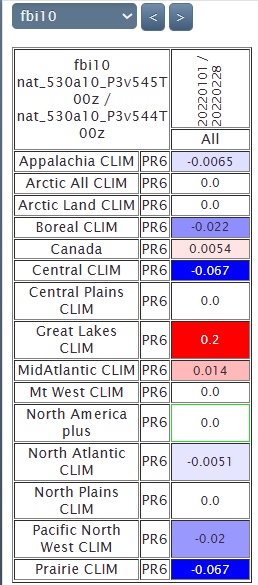 fbi10
<
>
fbi10
nat_530a10_P3v545T
00z /
nat_530a10_P3v544T
00z
20220101 /
20220228
All
Appalachia CLIM PR6 -0.0065
Arctic All CLIM PR6 0.0
Arctic Land CLIM PR6 0.0
Boreal CLIM PR6 -0.022
Canada PR6 0.0054
Central CLIM PR6 -0.067
Central Plains
CLIM PR6 0.0
Great Lakes
CLIM PR6 0.2
MidAtlantic CLIM PR6 0.014
Mt West CLIM PR6 0.0
North America
plus PR6 0.0
North Atlantic
CLIM PR6 -0.0051
North Plains
CLIM PR6 0.0
Pacific North
West CLIM PR6 -0.02
Prairie CLIM PR6 -0.067